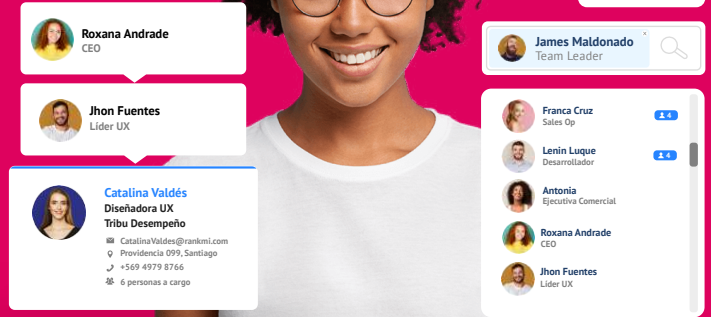 Roxana Andrade
CEO
Jhon Fuentes
Líder UX
Catalina Valdés
Diseñadora UX
Tribu Desempeño
CatalinaValdes@rankmi.com
Providencia 099, Santiago
+569 4979 8766
6 personas a cargo
James Maldonado
x
Team Leader
Franca Cruz
Sales Op
4
Lenin Luque
Desarrollador
4
Antonia
Ejecutiva Comercial
Roxana Andrade
CEO
Jhon Fuentes
Líder UX